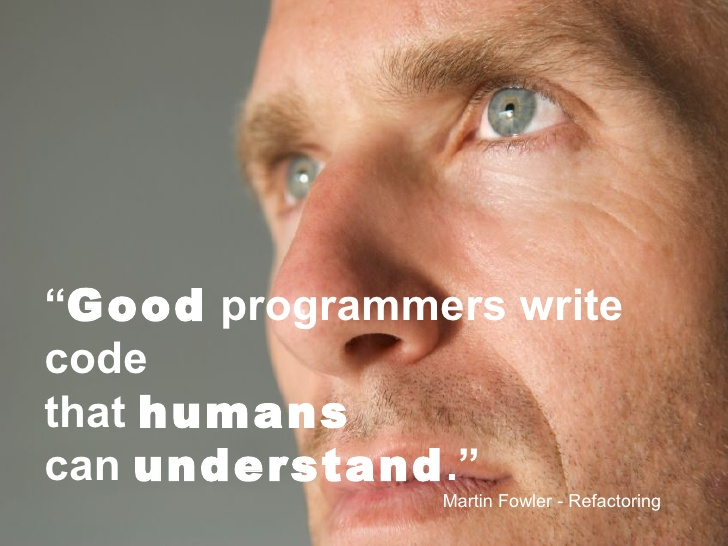 “Good programmers write
code
that humans
can understand.”
Martin Fowler - Refactoring